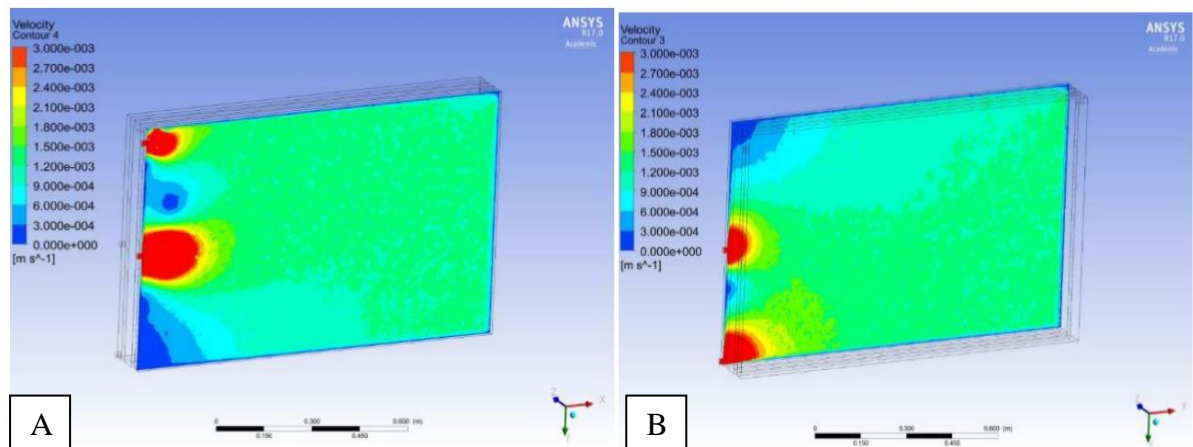 Velocity
Contour 4
3.000e-003
2.700e-003
2.400e-003
2.100e-003
1.800e-003
1.500e-003
1.200e-003
9.000e-004
6.000e-004
3.000e-004
0.000e+000
[m s^-1]
ANSYS
R17.0
Academic
0
0.300
0.600 (m)
0.150
0.450
Z
X
A
Velocity
Contour 3
3.000e-003
2.700e-003
2.400e-003
2.100e-003
1.800e-003
1.500e-003
1.200e-003
9.000e-004
6.000e-004
3.000e-004
0.000e+000
[m s^-1]
ANSYS
R17.0
Academic
0
0.300
0.600 (m)
0.150
0.450
Z
X
B